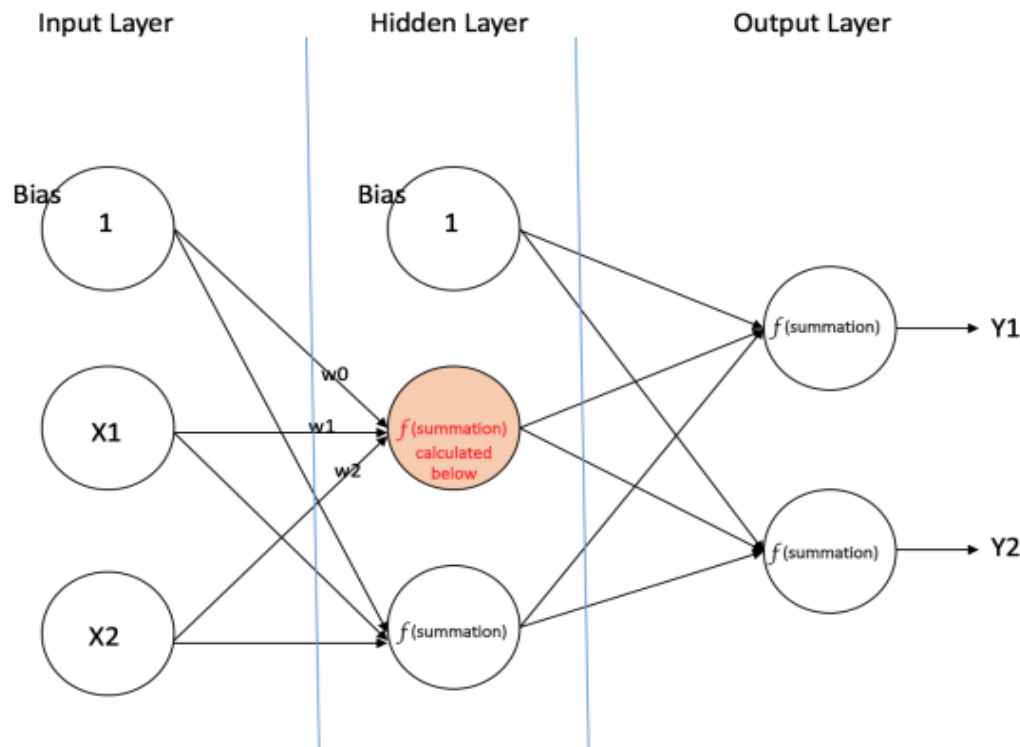 Input Layer
Hidden Layer
Output Layer
Bias
1
Bias
1
f(summation)
Y1
w0
X1
w1
f(summation)
calculated
below
w2
f(summation)
Y2
X2
f(summation)